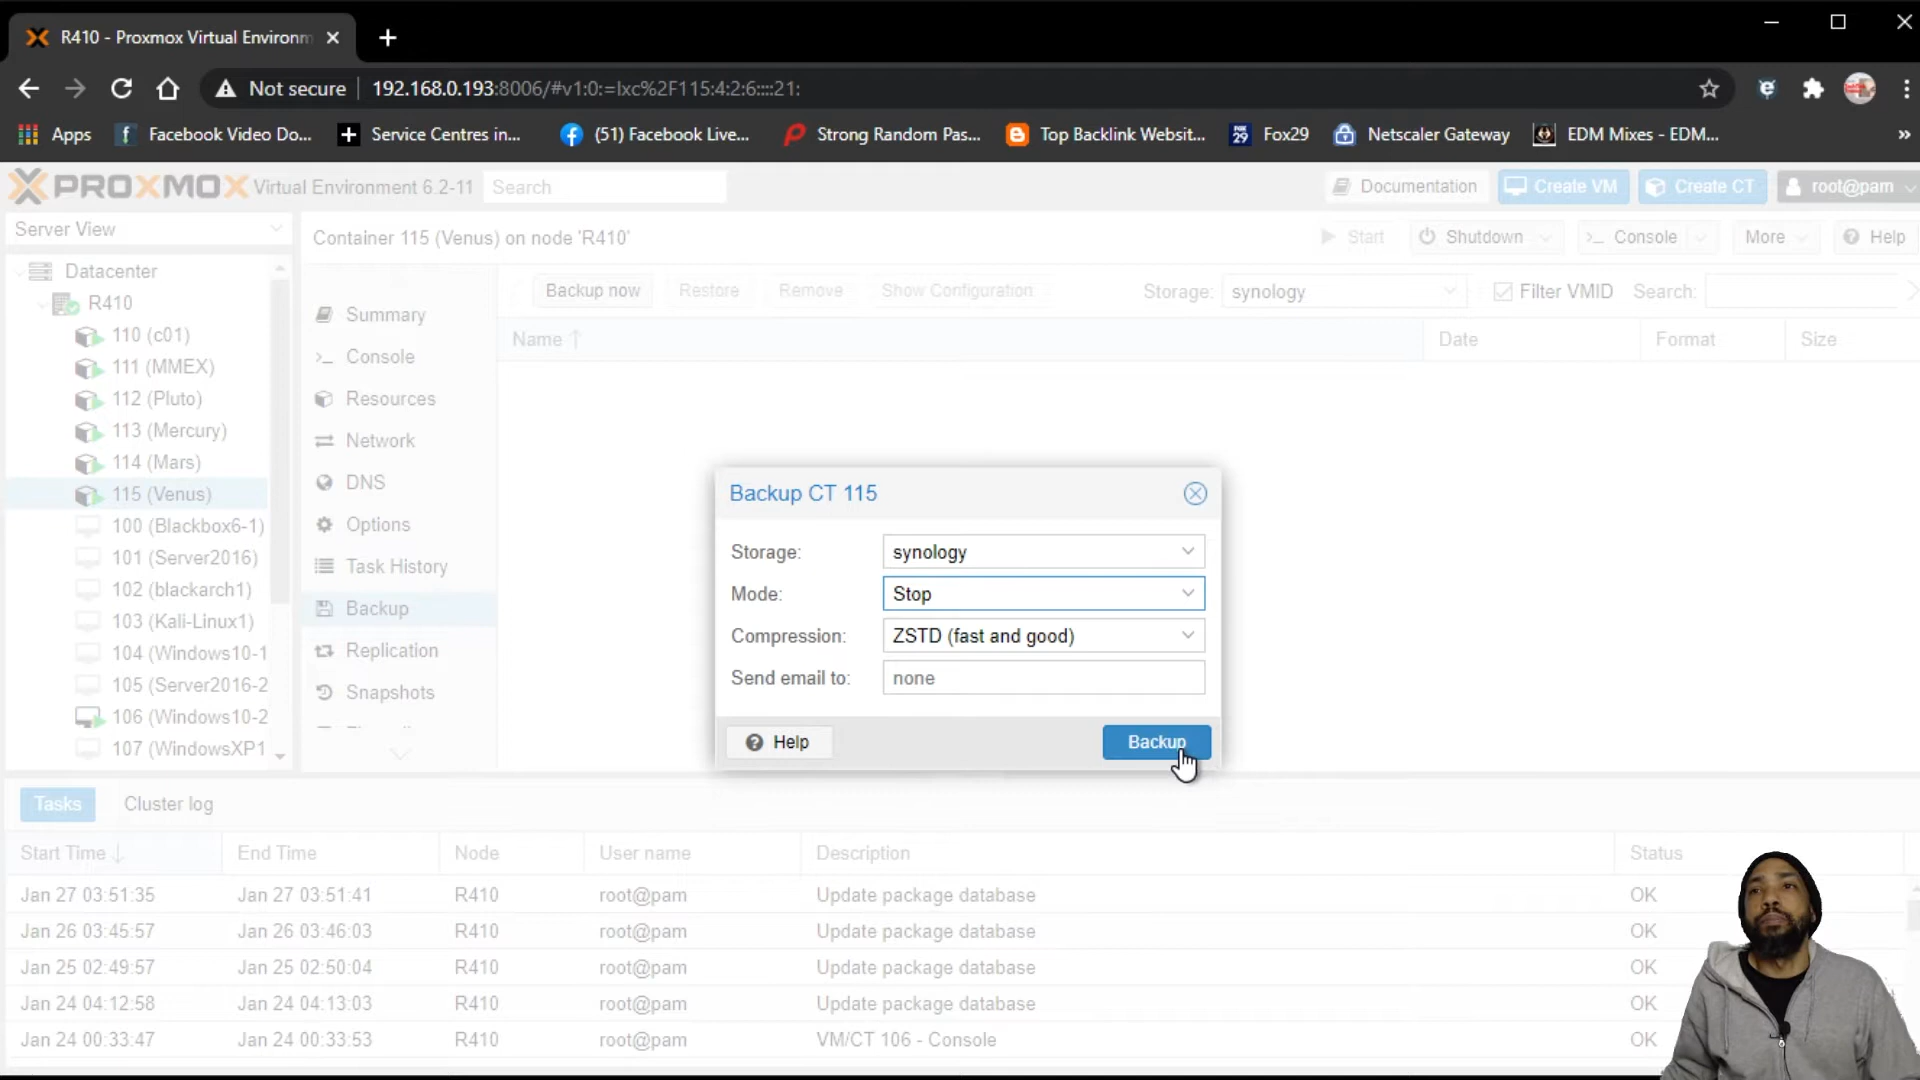 R410 - Proxmox Virtual Environm
Not secure
192.168.0.193:8006/#v1:0:=lxc%2F115:4:2:6::::21:
Apps
Facebook Video Do...
Service Centres in...
(51) Facebook Live...
Strong Random Pas...
Top Backlink Websit...
FOX 29
Fox29
Netscaler Gateway
EDM Mixes - EDM...
PROXMOX Virtual Environment 6.2-11
Search
Documentation
Create VM
Create CT
root@pam
Server View
Container 115 (Venus) on node 'R410'
Start
Shutdown
Console
More
Help
Datacenter
R410
110 (c01)
111 (MMEX)
112 (Pluto)
113 (Mercury)
114 (Mars)
115 (Venus)
100 (Blackbox6-1)
101 (Server2016)
102 (blackarch1)
103 (Kali-Linux1)
104 (Windows10-1
105 (Server2016-2
106 (Windows10-2
107 (WindowsXP1
Summary
Console
Resources
Network
DNS
Options
Task History
Backup
Replication
Snapshots
Backup now
Restore
Remove
Show Configuration
Storage:
synology
Filter VMID
Search:
Name
Date
Format
Size
Backup CT 115
Storage:
synology
Mode:
Stop
Compression:
ZSTD (fast and good)
Send email to:
none
Help
Backup
Tasks
Cluster log
Start Time
End Time
Node
User name
Description
Status
Jan 27 03:51:35
Jan 27 03:51:41
R410
root@pam
Update package database
OK
Jan 26 03:45:57
Jan 26 03:46:03
R410
root@pam
Update package database
OK
Jan 25 02:49:57
Jan 25 02:50:04
R410
root@pam
Update package database
OK
Jan 24 04:12:58
Jan 24 04:13:03
R410
root@pam
Update package database
OK
Jan 24 00:33:47
Jan 24 00:33:53
R410
root@pam
VM/CT 106 - Console
OK